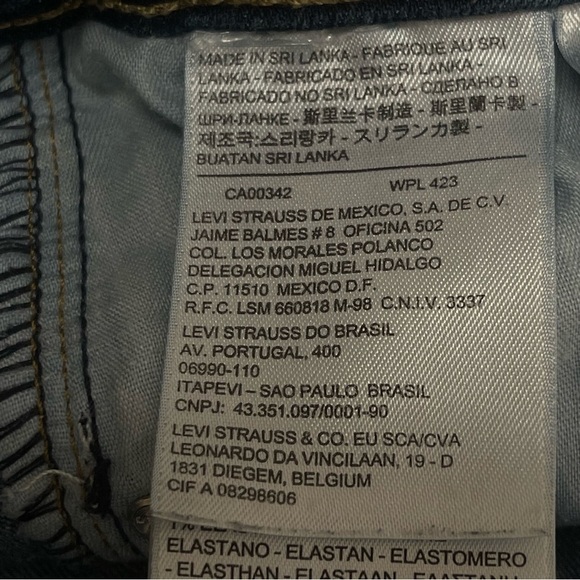 MADE IN SRI LANKA - FABRIQUE AU SRI
LANKA - FABRICADO EN SRI LANKA -
FABRICADO NO SRI LANKA - СДЕЛАНО В
ШРИ-ЛАНКЕ - 斯里兰卡制造 - 斯里蘭卡製 -
제조국:스리랑카 - スリランカ製 -
BUATAN SRI LANKA
CA00342 WPL 423
LEVI STRAUSS DE MEXICO, S.A. DE C.V.
JAIME BALMES # 8 OFICINA 502
COL. LOS MORALES POLANCO
DELEGACION MIGUEL HIDALGO
C.P. 11510 MEXICO D.F.
R.F.C. LSM 660818 M-98 C.N.I.V. 3337
LEVI STRAUSS DO BRASIL
AV. PORTUGAL, 400
06990-110
ITAPEVI – SAO PAULO BRASIL
CNPJ: 43.351.097/0001-90
LEVI STRAUSS & CO. EU SCA/CVA
LEONARDO DA VINCILAAN, 19 - D
1831 DIEGEM, BELGIUM
CIF A 08298606
ELASTANO - ELASTAN - ELASTOMERO
- ELASTHAN - ELASTAAN